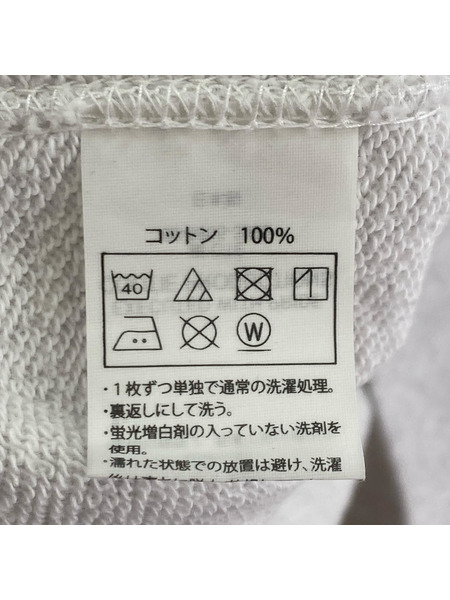 コットン 100%
40
W
・1枚ずつ単独で通常の洗濯処理。
・裏返しにして洗う。
・蛍光増白剤の入っていない洗剤を
使用。
・濡れた状態での放置は避け、洗濯